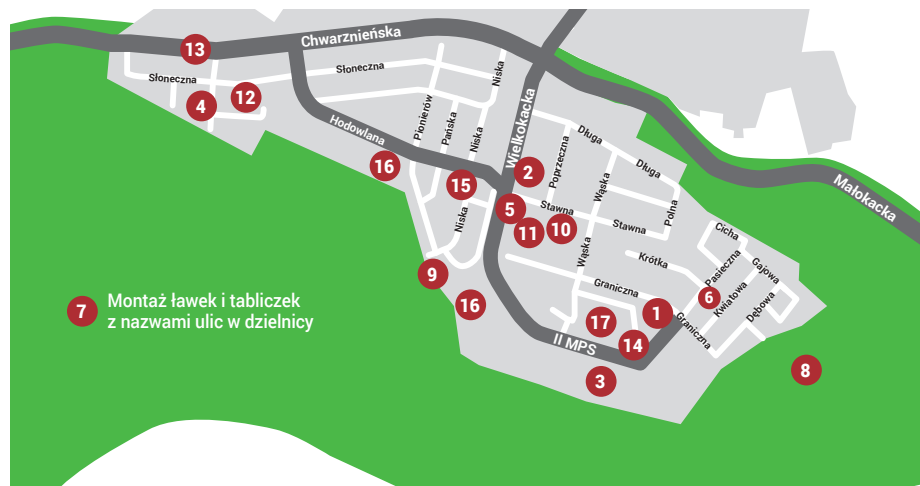 Chwarznieńska
13
Słoneczna
Słoneczna
4
12
Niska
Pionierów
Pańska
Niska
Hodowlana
Wielkokacka
Długa
Długa
Poprzeczna
Wąska
16
2
15
Małokacka
5
Stawna
11
10
Stawna
Polna
Niska
Wąska
Cicha
Krótka
Pasieczna
Gajowa
9
Graniczna
6
Kwiatowa
Dębowa
16
7
Montaż ławek i tabliczek
z nazwami ulic w dzielnicy
17
1
Graniczna
14
II MPS
3
8